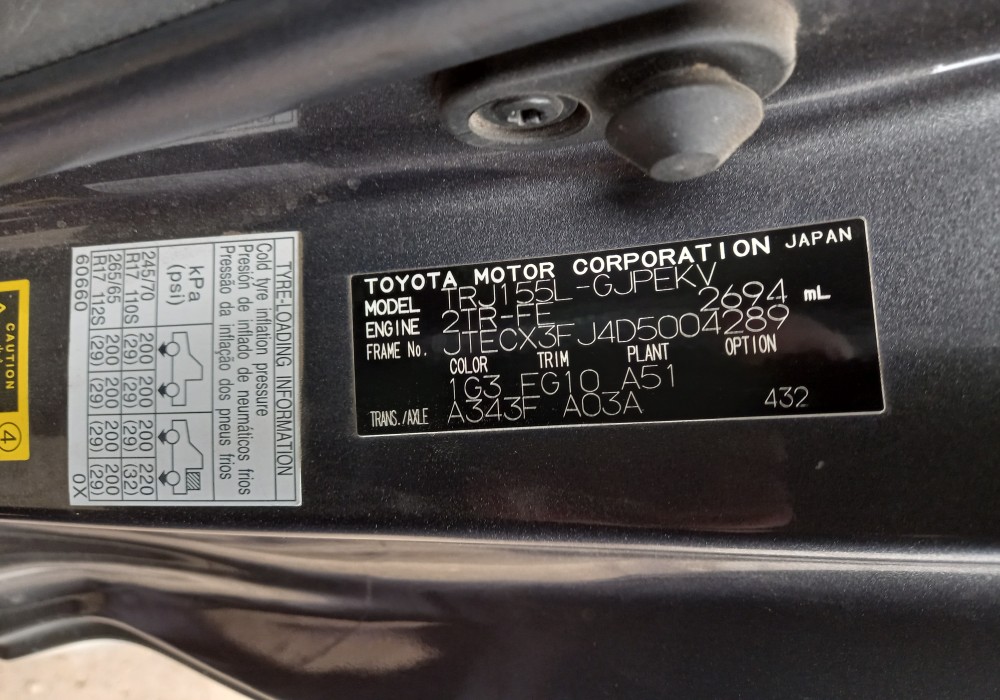 TOYOTA MOTOR CORPORATION JAPAN
MODEL TRJ155L-GJPEKV
ENGINE 2TR-FE 2694 mL
FRAME No. JTECX3FJ4D5004289
COLOR TRIM PLANT OPTION
1G3 FG10 A51
TRANS./AXLE A343F A03A 432
TYRE-LOADING INFORMATION
Cold tyre inflation pressure
Presión de inflado de neumáticos frios
Pressão da inflação dos pneus frios
kPa
(psi)
245/70 R17 110S 200 (29) 200 (29) 200 (29) 220 (32)
265/65 R17 112S 200 (29) 200 (29) 200 (29) 200 (29)
60660 0X
CAUTION
4